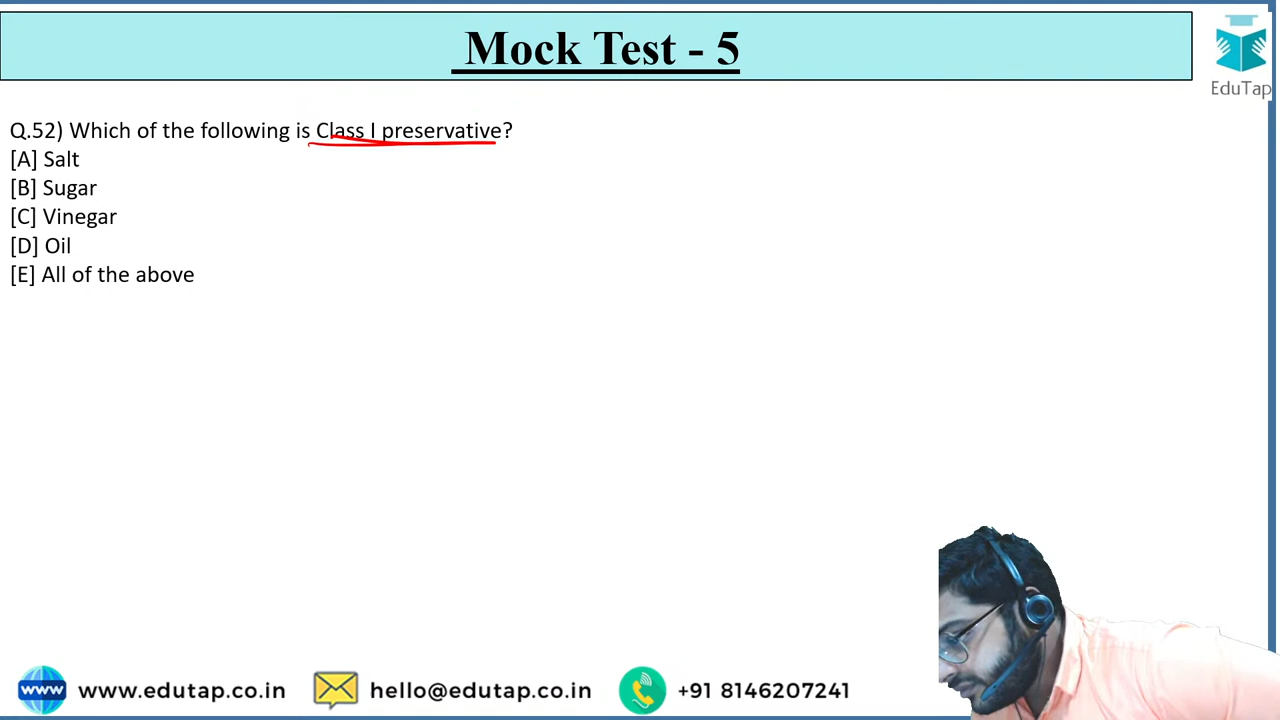 Mock Test - 5
EduTap
Q.52) Which of the following is Class I preservative?
[A] Salt
[B] Sugar
[C] Vinegar
[D] Oil
[E] All of the above
www www.edutap.co.in hello@edutap.co.in +91 8146207241